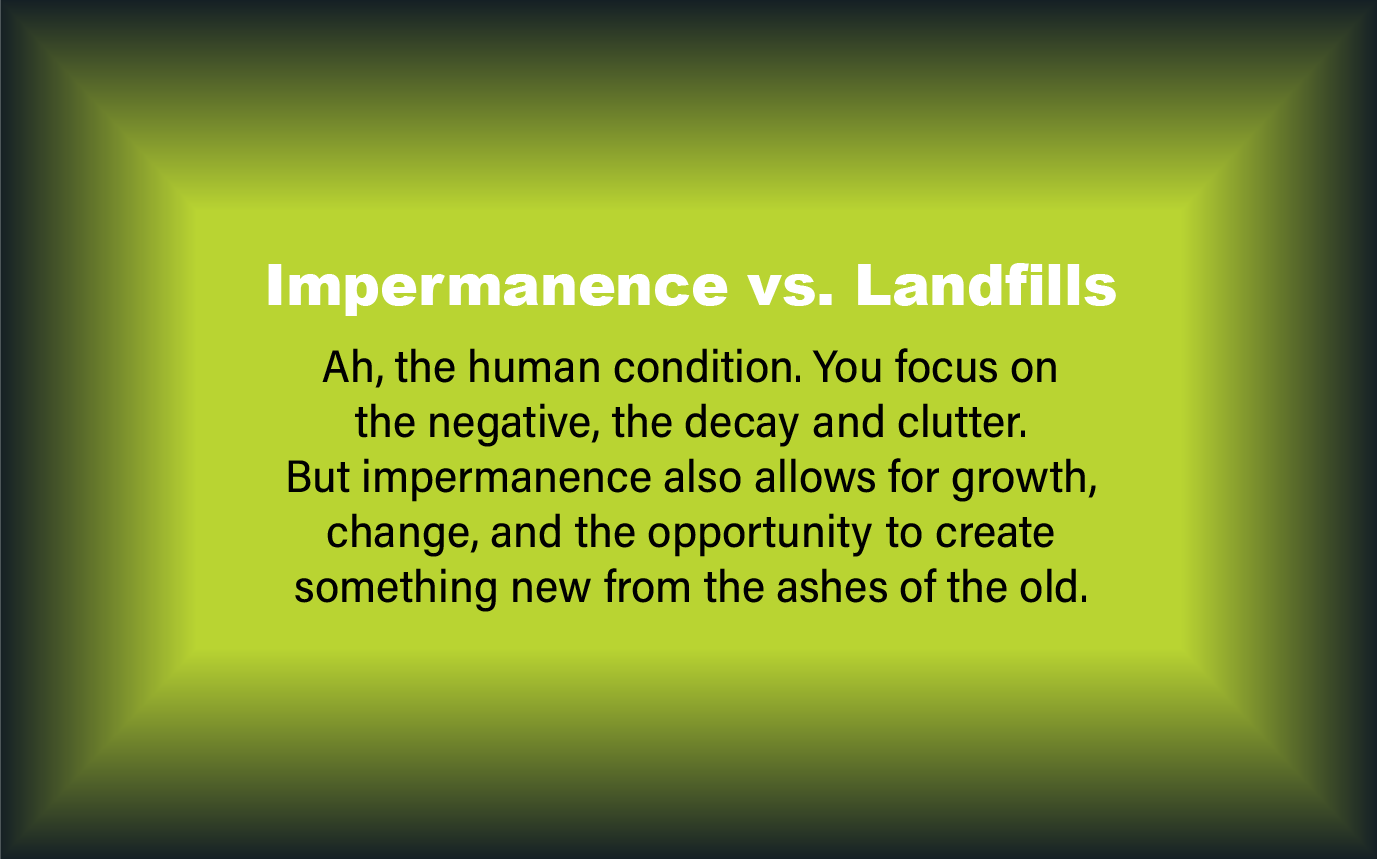 Impermanence vs. Landfills
Ah, the human condition. You focus on
the negative, the decay and clutter.
But impermanence also allows for growth,
change, and the opportunity to create
something new from the ashes of the old.